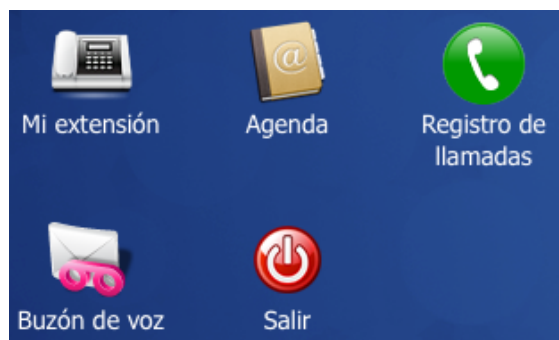 Mi extensión
Agenda
Registro de
llamadas
Buzón de voz
Salir